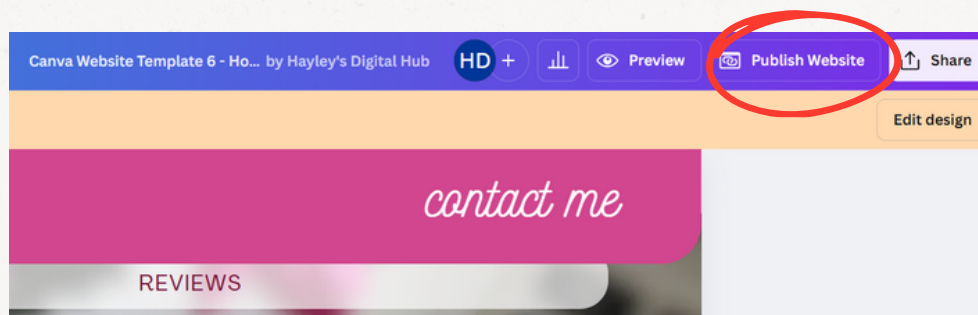 Canva Website Template 6 - Ho... by Hayley's Digital Hub HD + Preview Publish Website Share
Edit design
contact me
REVIEWS